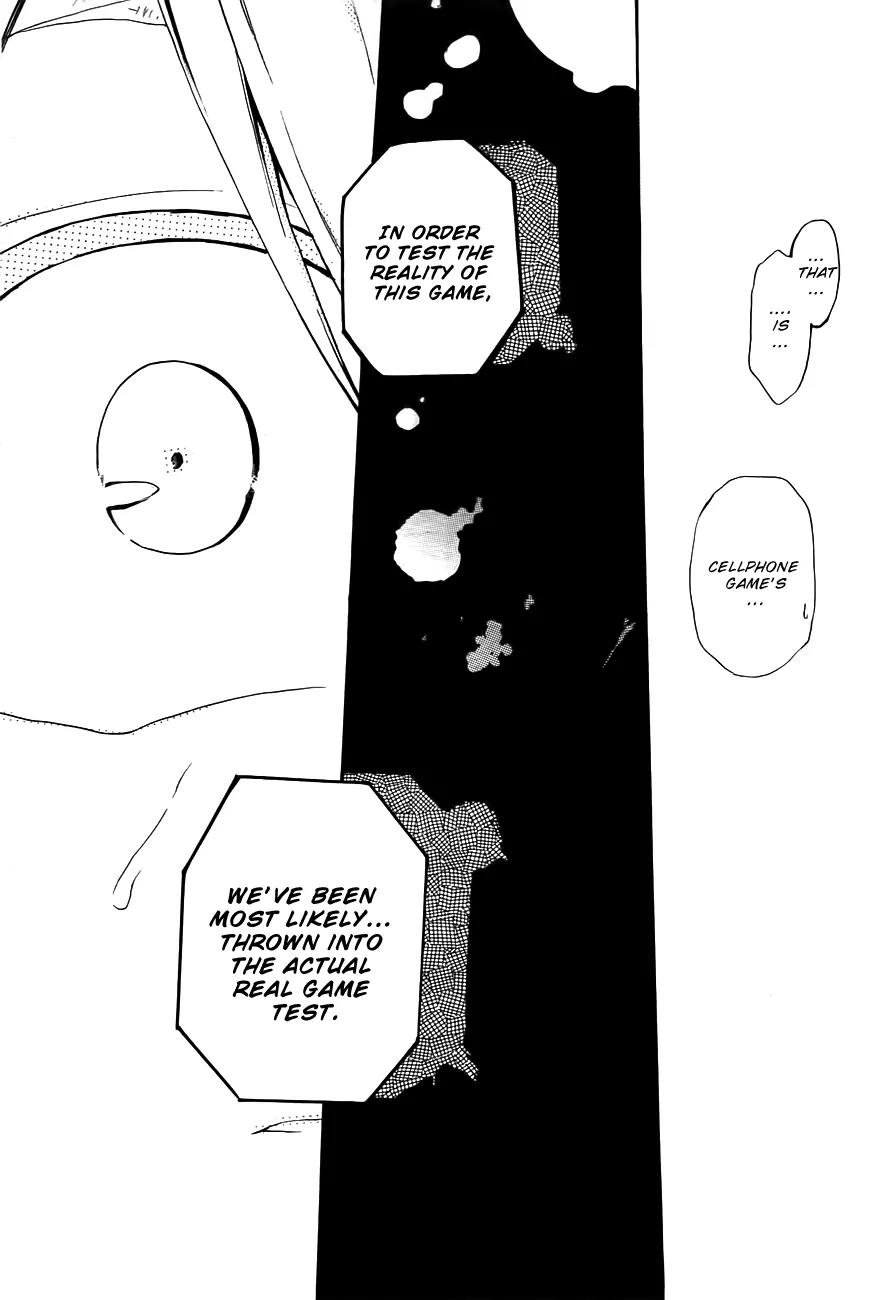 ...
THAT
...
....
IS
...
CELLPHONE
GAME'S
...
IN ORDER
TO TEST THE
REALITY OF
THIS GAME,
WE'VE BEEN
MOST LIKELY...
THROWN INTO
THE ACTUAL
REAL GAME
TEST.